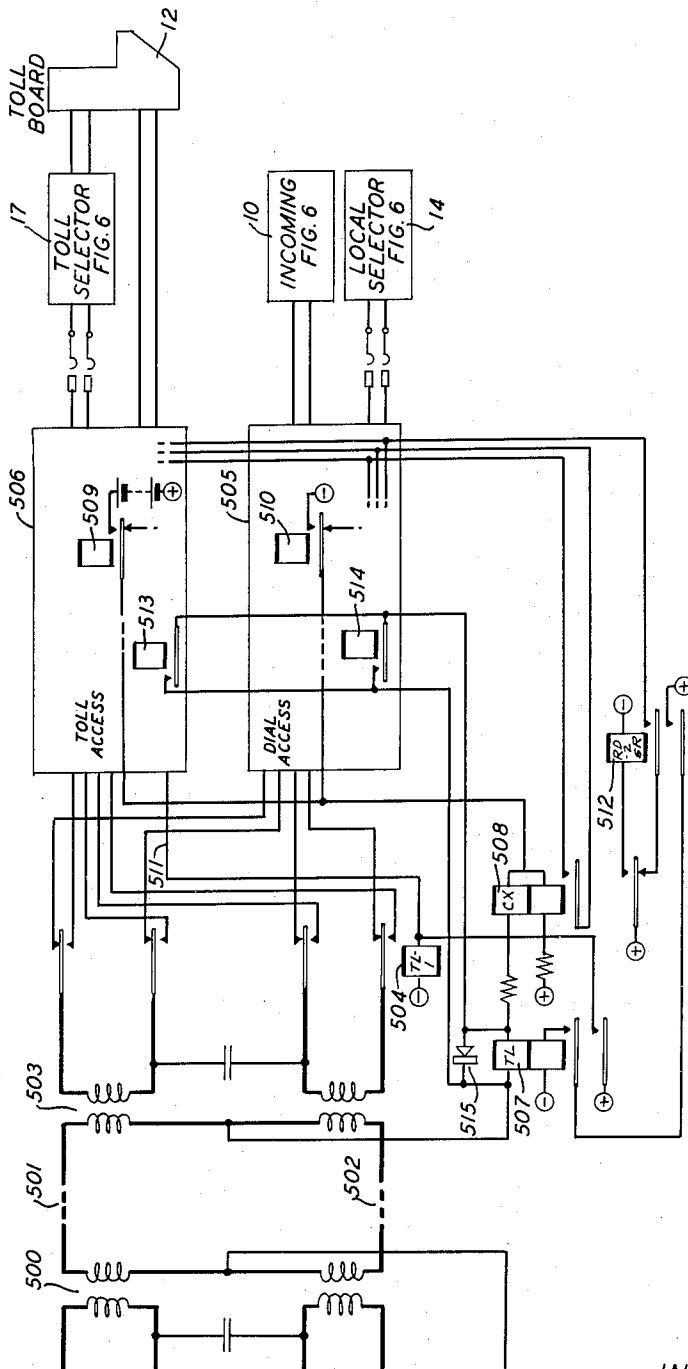 TOLL
BOARD
12
17
TOLL
SELECTOR
FIG. 6
10
INCOMING
FIG. 6
LOCAL
SELECTOR
FIG. 6
14
506
509
513
TOLL
ACCESS
505
510
514
DIAL
ACCESS
511
512
RD
-2
6R
508
CX
504
TL-
1
503
515
TL
507
501
502
500